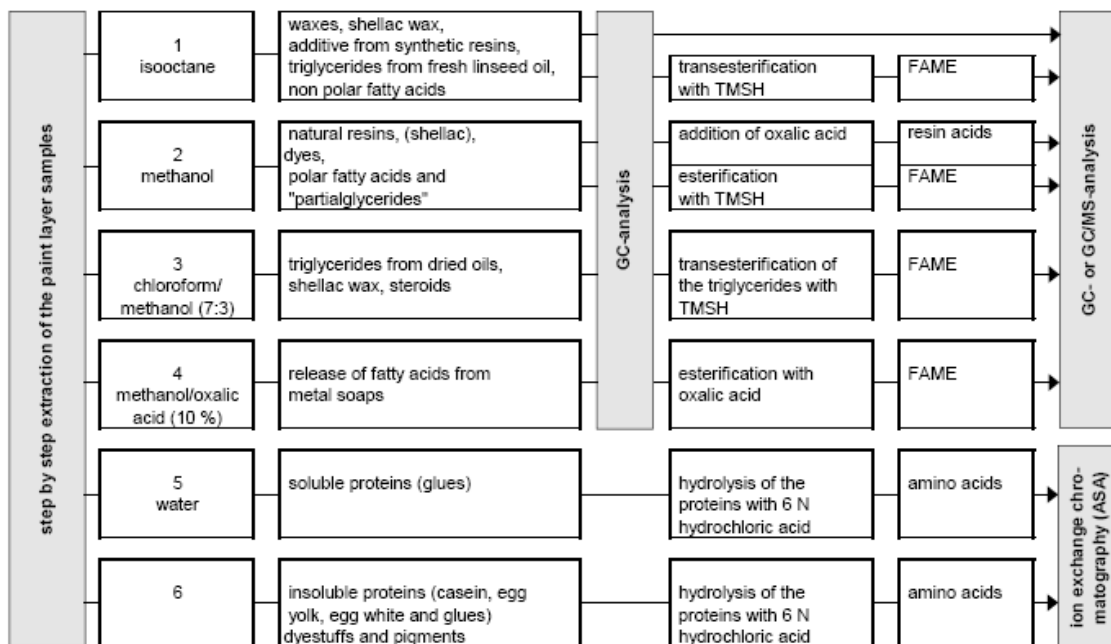 step by step extraction of the paint layer samples
1
isooctane
waxes, shellac wax,
additive from synthetic resins,
triglycerides from fresh linseed oil,
non polar fatty acids
transesterification
with TMSH
FAME
2
methanol
natural resins, (shellac),
dyes,
polar fatty acids and
"partialglycerides"
addition of oxalic acid
resin acids
esterification
with TMSH
FAME
3
chloroform/
methanol (7:3)
triglycerides from dried oils,
shellac wax, steroids
transesterification of
the triglycerides with
TMSH
FAME
4
methanol/oxalic
acid (10 %)
release of fatty acids from
metal soaps
esterification with
oxalic acid
FAME
GC-analysis
GC- or GC/MS-analysis
5
water
soluble proteins (glues)
hydrolysis of the
proteins with 6 N
hydrochloric acid
amino acids
6
insoluble proteins (casein, egg
yolk, egg white and glues)
dyestuffs and pigments
hydrolysis of the
proteins with 6 N
hydrochloric acid
amino acids
ion exchange chro-
matography (ASA)